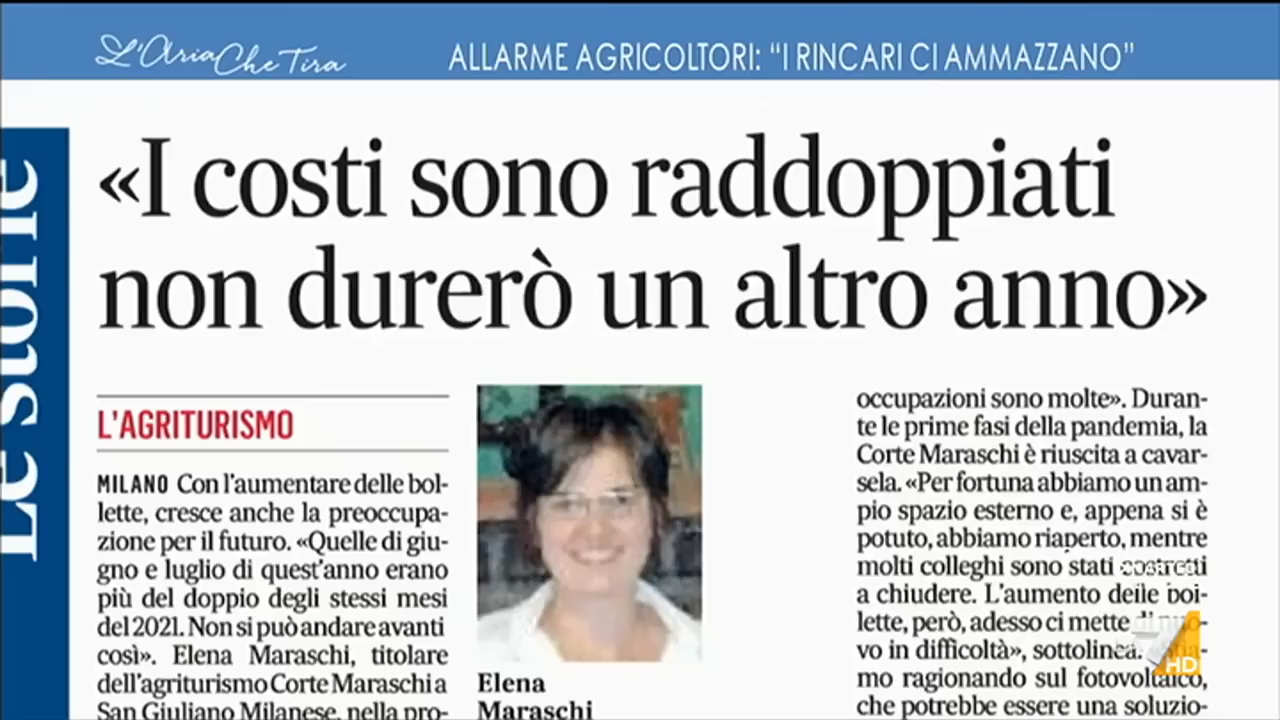 L'Aria Che Tira
ALLARME AGRICOLTORI: “I RINCARI CI AMMAZZANO”
Le storie
«I costi sono raddoppiati
non durerò un altro anno»
L'AGRITURISMO
MILANO Con l'aumentare delle bol-
lette, cresce anche la preoccupa-
zione per il futuro. «Quelle di giu-
gno e luglio di quest'anno erano
più del doppio degli stessi mesi
del 2021. Non si può andare avanti
così». Elena Maraschi, titolare
dell'agriturismo Corte Maraschi a
San Giuliano Milanese, nella pro-
Elena
Maraschi
occupazioni sono molte». Duran-
te le prime fasi della pandemia, la
Corte Maraschi è riuscita a cavar-
sela. «Per fortuna abbiamo un am-
pio spazio esterno e, appena si è
potuto, abbiamo riaperto, mentre
molti colleghi sono stati
a chiudere. L'aumento delle bol-
lette, però, adesso ci mette di nuo-
vo in difficoltà», sottolinea.
mo ragionando sul fotovoltaico,
che potrebbe essere una soluzio-
7 HD